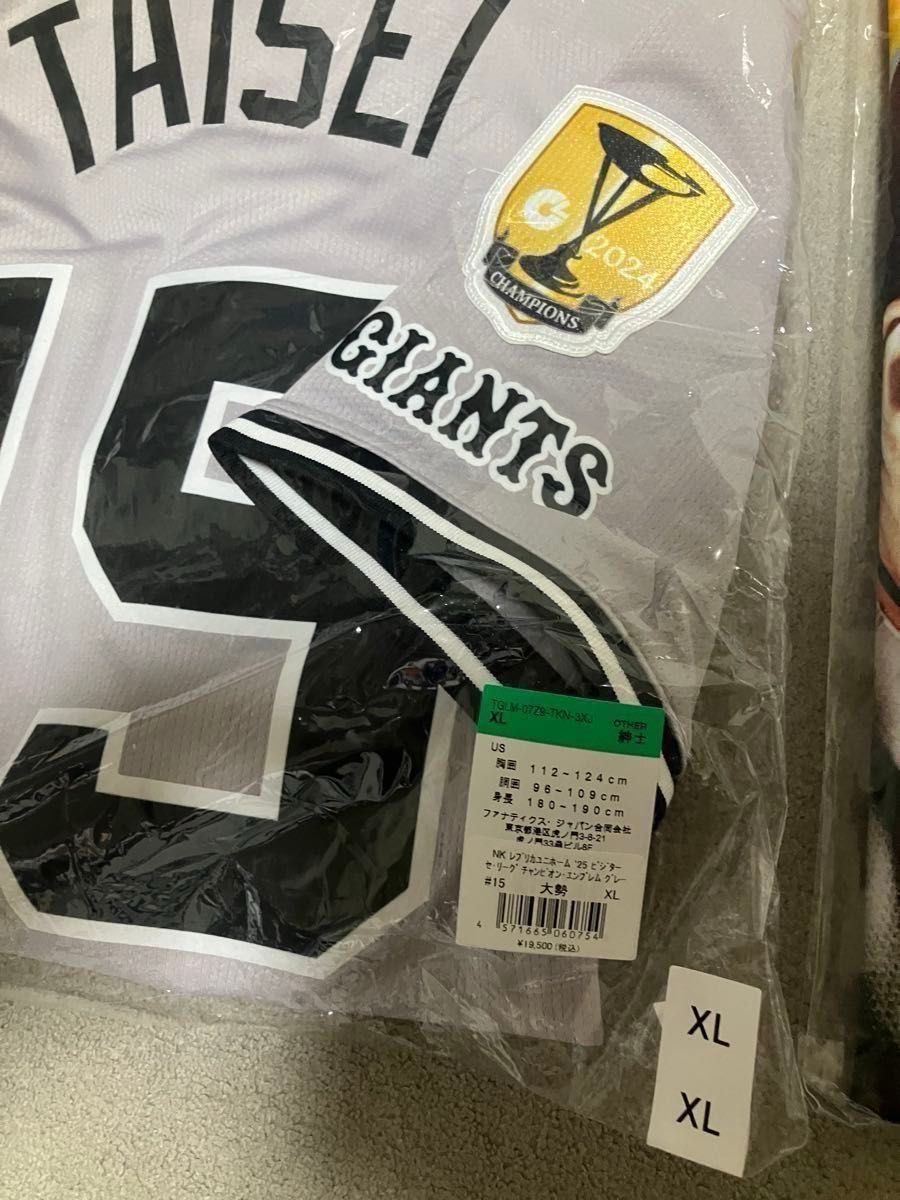 TAISEI
15
2024
CHAMPIONS
GIANTS
TGLM-07Z9-TKN-3XJ
XL
OTHER
紳士
US
胸囲 112~124cm
胴囲 96~109cm
身長 180~190cm
ファナティクス・ジャパン合同会社
東京都港区虎ノ門3-8-21
虎ノ門33森ビル8F
NK レプリカユニホーム '25 ビジター
セ・リーグ チャンピオン・エンブレム グレー
#15 大勢 XL
4 571665 060754
¥19,500(税込)
XL
XL